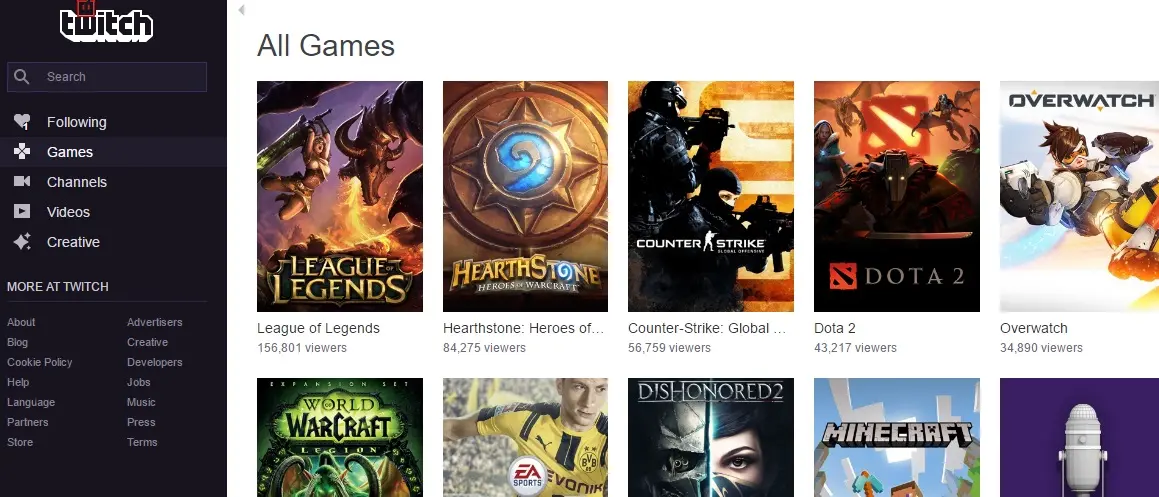 twitch
Search
Following
Games
Channels
Videos
Creative
MORE AT TWITCH
About
Advertisers
Blog
Creative
Cookie Policy
Developers
Help
Jobs
Language
Music
Partners
Press
Store
Terms
All Games
LEAGUE OF LEGENDS
HEARTHSTONE
HEROES OF WARCRAFT
COUNTER STRIKE
GLOBAL OFFENSIVE
DOTA 2
OVERWATCH
League of Legends
156,801 viewers
Hearthstone: Heroes of…
84,275 viewers
Counter-Strike: Global …
56,759 viewers
Dota 2
43,217 viewers
Overwatch
34,890 viewers
EXPANSION SET
WORLD OF WARCRAFT
LEGION
EA SPORTS
BVB 09
EVONIK
DISHONORED 2
MINECRAFT